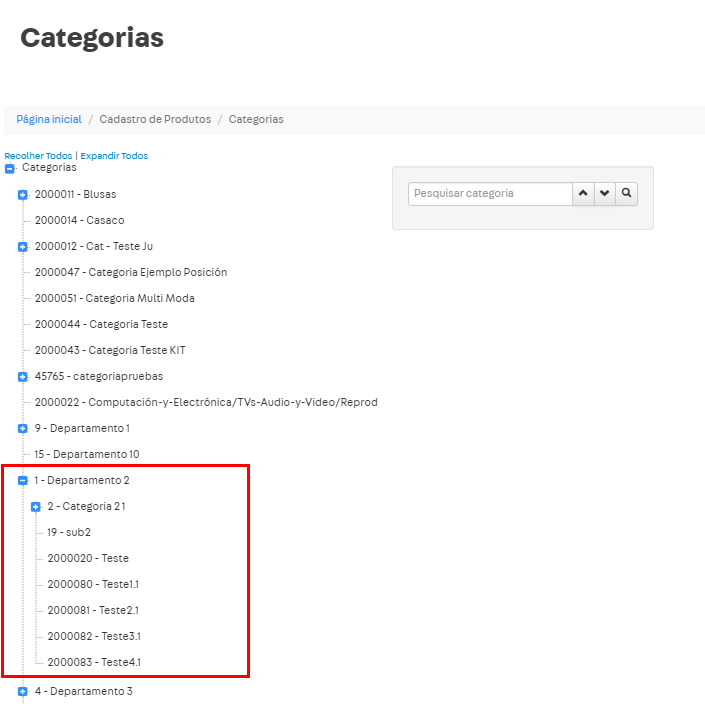 Categorias
Página inicial / Cadastro de Produtos / Categorias
Recolher Todos | Expandir Todos
Categorias
Pesquisar categoria
2000011 - Blusas
2000014 - Casaco
2000012 - Cat - Teste Ju
2000047 - Categoria Ejemplo Posición
2000051 - Categoria Multi Moda
2000044 - Categoria Teste
2000043 - Categoria Teste KIT
45765 - categoriapruebas
2000022 - Computación-y-Electrónica/TVs-Audio-y-Video/Reprod
9 - Departamento 1
15 - Departamento 10
1 - Departamento 2
2 - Categoria 21
19 - sub2
2000020 - Teste
2000080 - Teste1.1
2000081 - Teste2.1
2000082 - Teste3.1
2000083 - Teste4.1
4 - Departamento 3